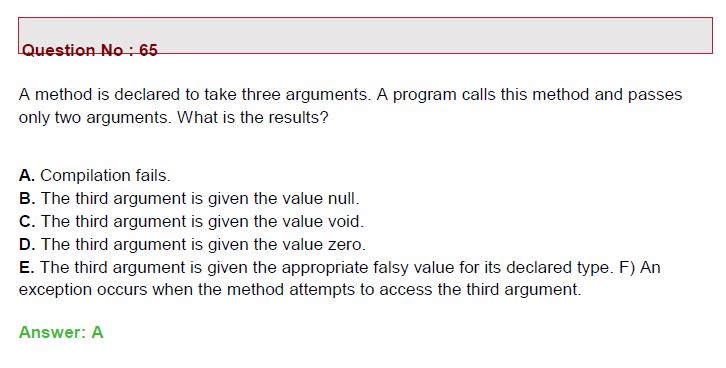 Question No : 65
A method is declared to take three arguments. A program calls this method and passes
only two arguments. What is the results?
A. Compilation fails.
B. The third argument is given the value null.
C. The third argument is given the value void.
D. The third argument is given the value zero.
E. The third argument is given the appropriate falsy value for its declared type. F) An
exception occurs when the method attempts to access the third argument.
Answer: A